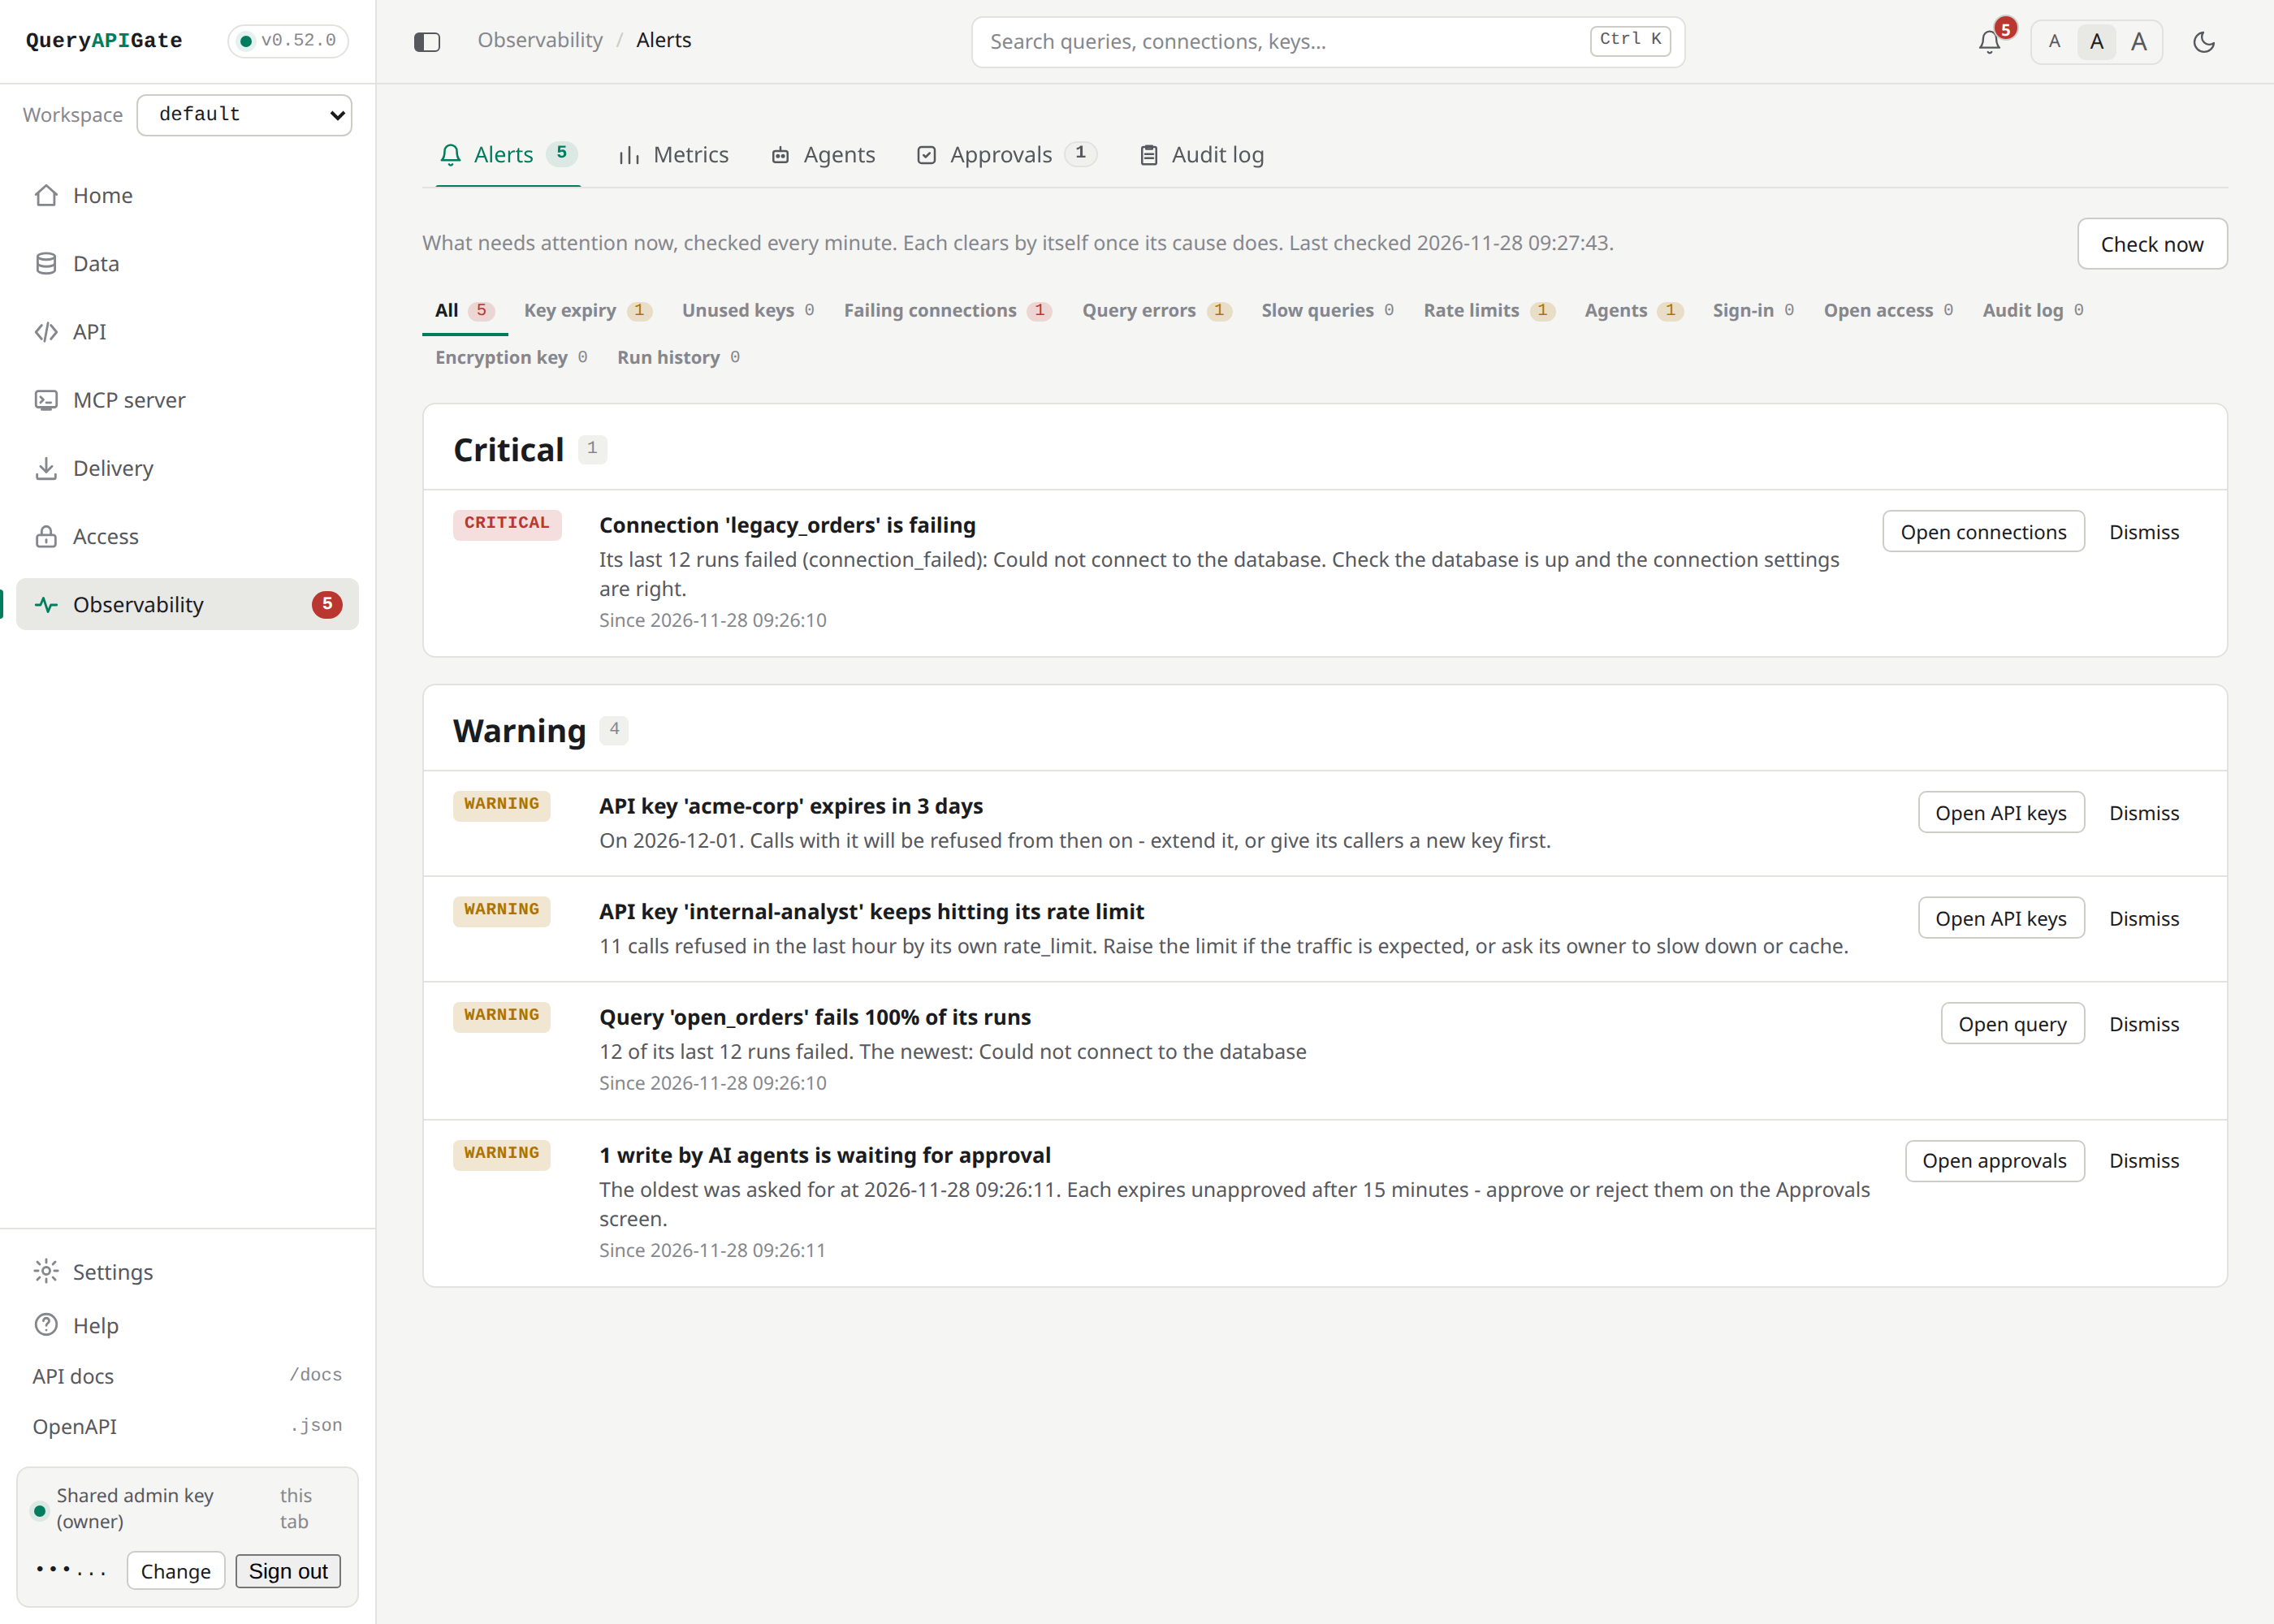 QueryAPIGate v0.52.0
Observability / Alerts
Search queries, connections, keys... Ctrl K
5
A A A
Workspace default
Home
Data
API
MCP server
Delivery
Access
Observability 5
Settings
Help
API docs /docs
OpenAPI .json
Shared admin key (owner) this tab
Change
Sign out
Alerts 5 Metrics Agents Approvals 1 Audit log
What needs attention now, checked every minute. Each clears by itself once its cause does. Last checked 2026-11-28 09:27:43.
Check now
All 5 Key expiry 1 Unused keys 0 Failing connections 1 Query errors 1 Slow queries 0 Rate limits 1 Agents 1 Sign-in 0 Open access 0 Audit log 0
Encryption key 0 Run history 0
Critical 1
CRITICAL
Connection 'legacy_orders' is failing
Its last 12 runs failed (connection_failed): Could not connect to the database. Check the database is up and the connection settings
are right.
Since 2026-11-28 09:26:10
Open connections Dismiss
Warning 4
WARNING
API key 'acme-corp' expires in 3 days
On 2026-12-01. Calls with it will be refused from then on - extend it, or give its callers a new key first.
Open API keys Dismiss
WARNING
API key 'internal-analyst' keeps hitting its rate limit
11 calls refused in the last hour by its own rate_limit. Raise the limit if the traffic is expected, or ask its owner to slow down or cache.
Open API keys Dismiss
WARNING
Query 'open_orders' fails 100% of its runs
12 of its last 12 runs failed. The newest: Could not connect to the database
Since 2026-11-28 09:26:10
Open query Dismiss
WARNING
1 write by AI agents is waiting for approval
The oldest was asked for at 2026-11-28 09:26:11. Each expires unapproved after 15 minutes - approve or reject them on the Approvals
screen.
Since 2026-11-28 09:26:11
Open approvals Dismiss